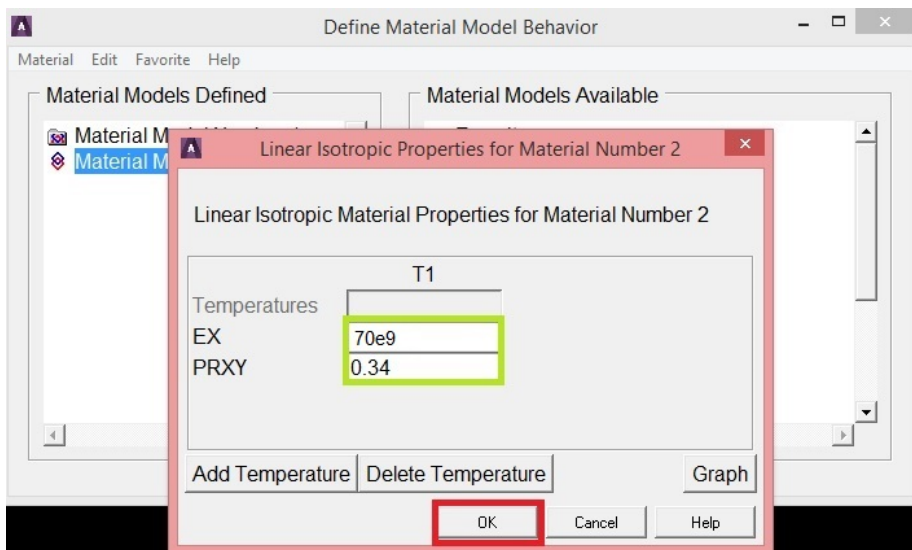 Define Material Model Behavior
Material Edit Favorite Help
Material Models Defined
Material Models Available
Material M
Material M
Linear Isotropic Properties for Material Number 2
Linear Isotropic Material Properties for Material Number 2
T1
Temperatures
EX 70e9
PRXY 0.34
Add Temperature Delete Temperature Graph
OK Cancel Help